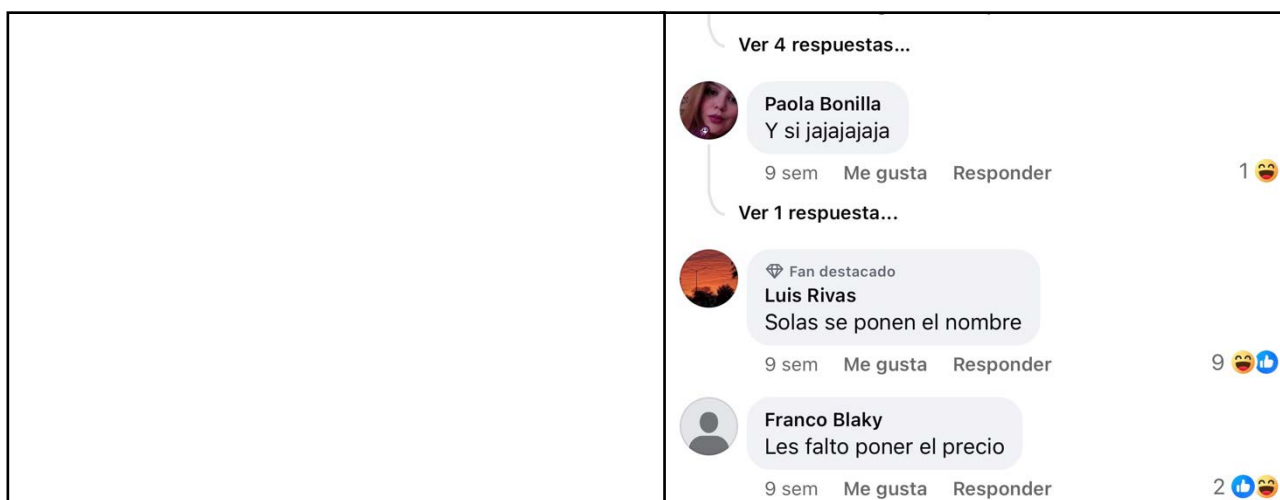 Ver 4 respuestas...
Paola Bonilla
Y si jajajajaja
9 sem Me gusta Responder 1
Ver 1 respuesta...
Fan destacado
Luis Rivas
Solas se ponen el nombre
9 sem Me gusta Responder 9
Franco Blaky
Les falto poner el precio
9 sem Me gusta Responder 2